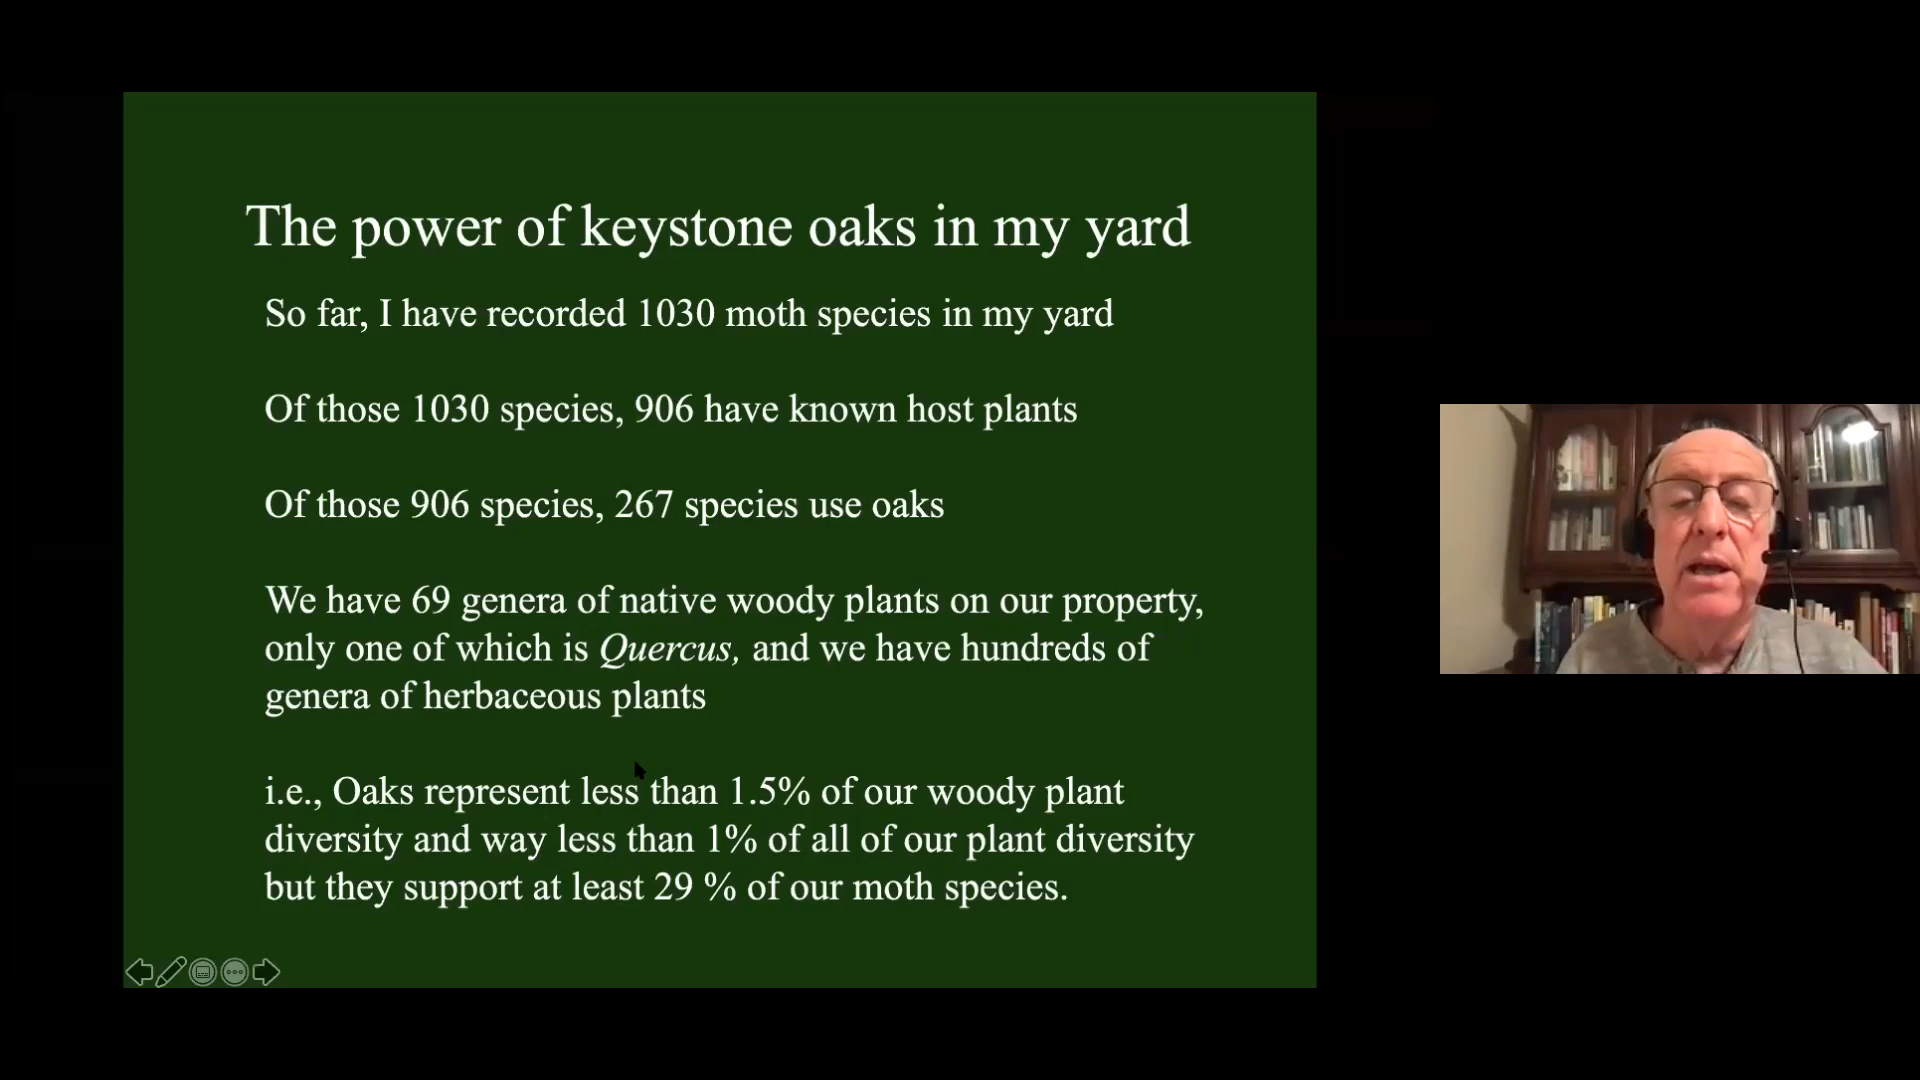 The power of keystone oaks in my yard
So far, I have recorded 1030 moth species in my yard
Of those 1030 species, 906 have known host plants
Of those 906 species, 267 species use oaks
We have 69 genera of native woody plants on our property,
only one of which is Quercus, and we have hundreds of
genera of herbaceous plants
i.e., Oaks represent less than 1.5% of our woody plant
diversity and way less than 1% of all of our plant diversity
but they support at least 29 % of our moth species.